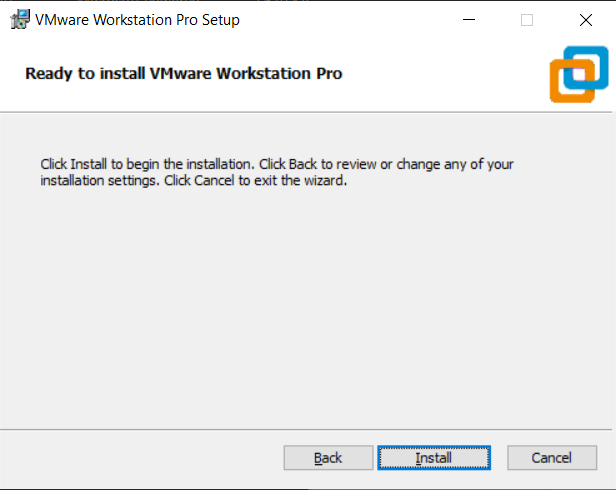 VMware Workstation Pro Setup
Ready to install VMware Workstation Pro
Click Install to begin the installation. Click Back to review or change any of your
installation settings. Click Cancel to exit the wizard.
Back Install Cancel